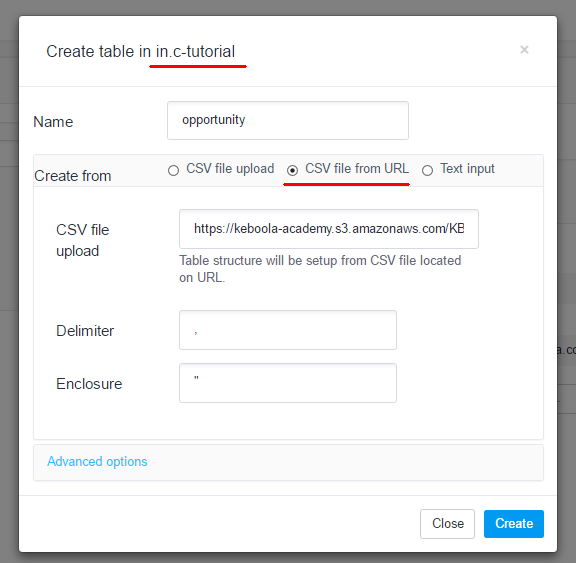 Create table in in.c-tutorial
×
Name
opportunity
Create from
CSV file upload
CSV file from URL
Text input
CSV file
upload
https://keboola-academy.s3.amazonaws.com/KB
Table structure will be setup from CSV file located
on URL.
Delimiter
,
Enclosure
"
Advanced options
Close
Create